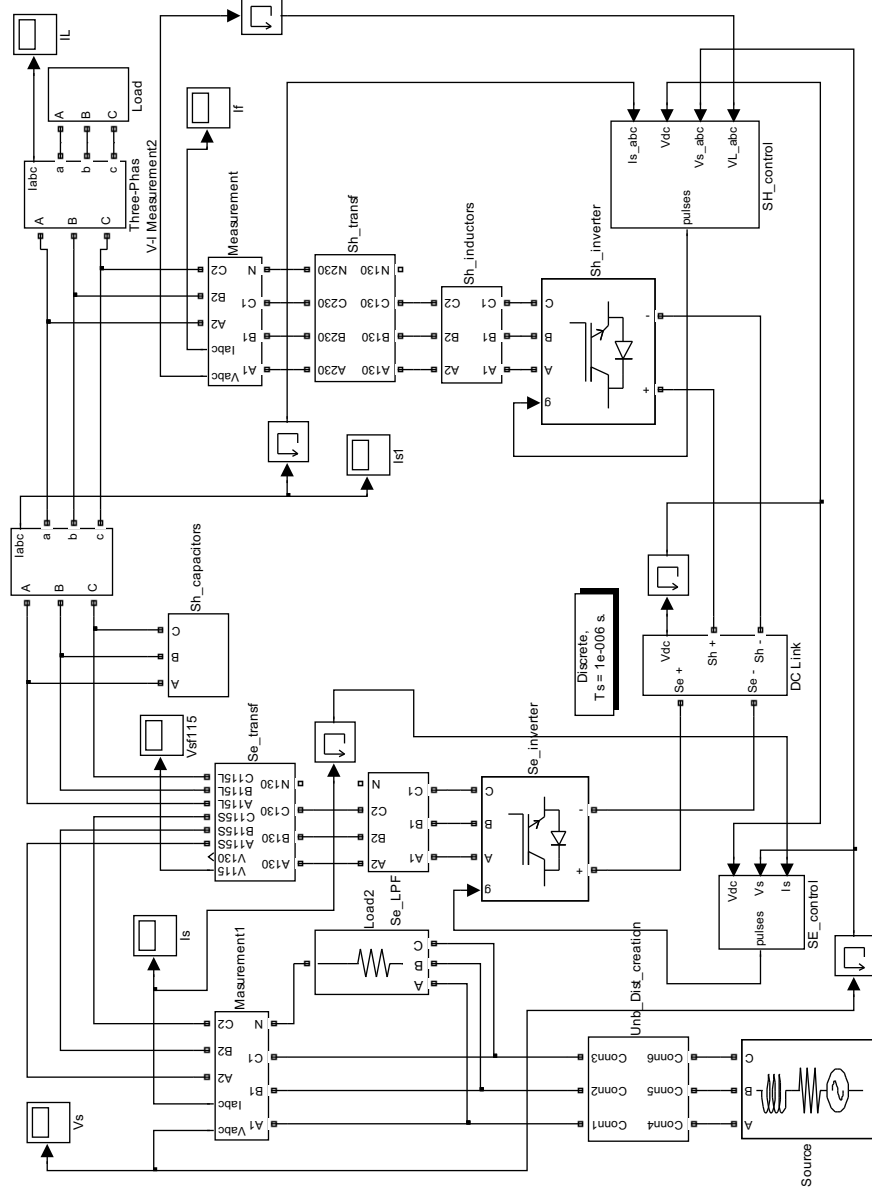 Vs
Is
Vsf115
IL
Source
A
B
C
Unb_Dist_creation
Conn4
Conn5
Conn6
Conn1
Conn2
Conn3
Masurement1
Vabc
Iabc
A1
B1
C1
N
A2
B2
C2
Load2
A
B
C
Se_transf
V115
V130
A115S
B115S
C115S
A115L
B115L
C115L
A130
B130
C130
N130
Se_LPF
A2
B2
C2
N
A1
B1
C1
Se_inverter
g
A
B
C
+
-
SE_control
pulses
Vdc
Vs
Is
Sh_capacitors
A
B
C
Iabc
A
B
C
a
b
c
Is1
Discrete,
Ts = 1e-006 s.
DC Link
Se +
Se -
Vdc
Sh +
Sh -
Three-Phas
V-I Measurement2
Iabc
A
B
C
a
b
c
Load
A
B
C
If
Measurement
Vabc
Iabc
A2
B2
C2
A1
B1
C1
N
Sh_transf
A230
B230
C230
N230
A130
B130
C130
N130
Sh_inductors
A2
B2
C2
A1
B1
C1
Sh_inverter
g
A
B
C
+
-
SH_control
pulses
Is_abc
Vdc
Vs_abc
VL_abc